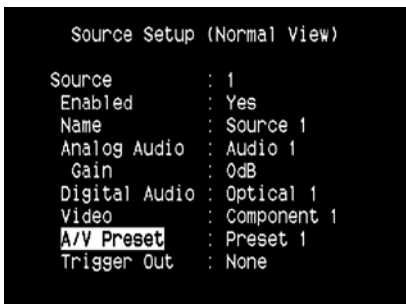 Source Setup (Normal View)
Source : 1
Enabled : Yes
Name : Source 1
Analog Audio : Audio 1
Gain : 0dB
Digital Audio : Optical 1
Video : Component 1
A/V Preset : Preset 1
Trigger Out : None